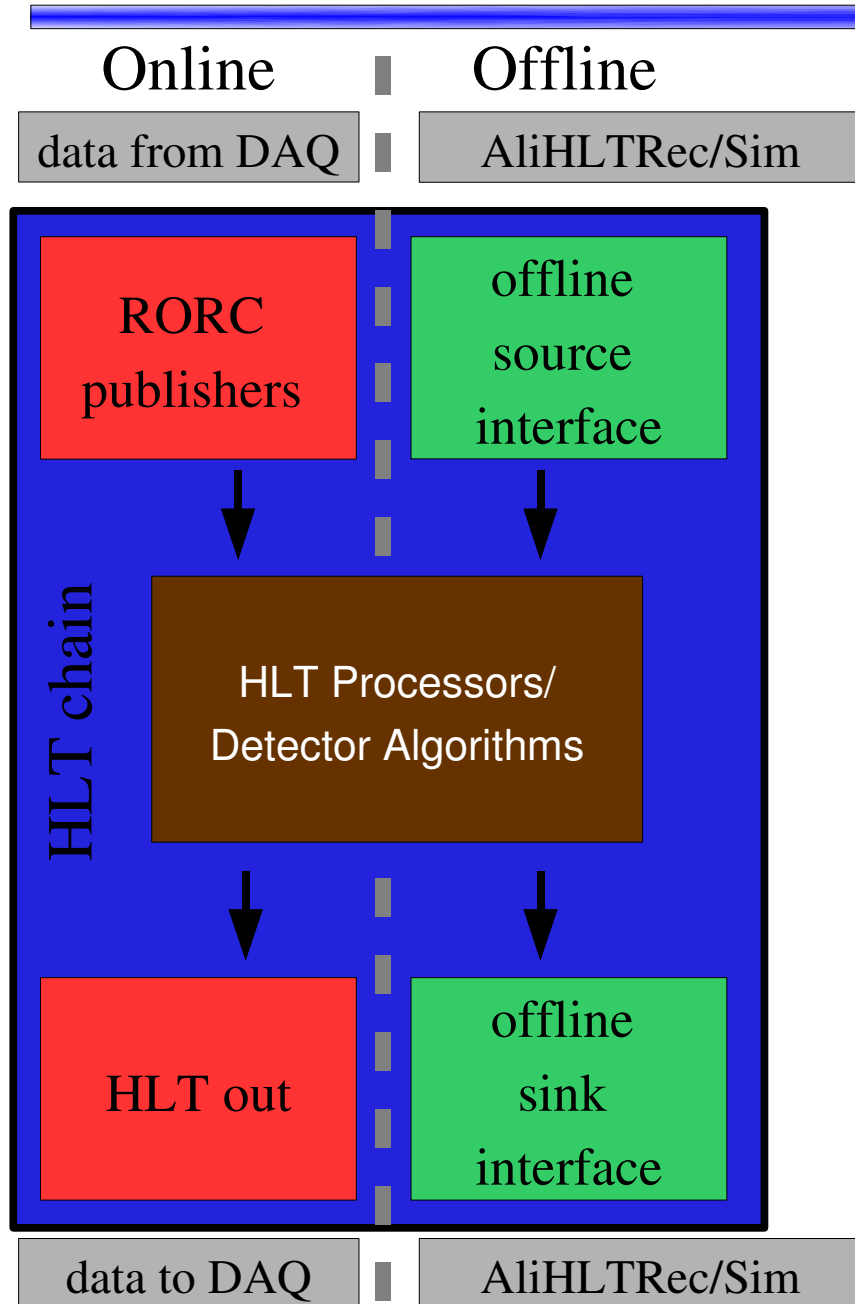 Online
Offline
data from DAQ
AliHLTRec/Sim
RORC
publishers
offline
source
interface
HLT chain
HLT Processors/
Detector Algorithms
HLT out
offline
sink
interface
data to DAQ
AliHLTRec/Sim